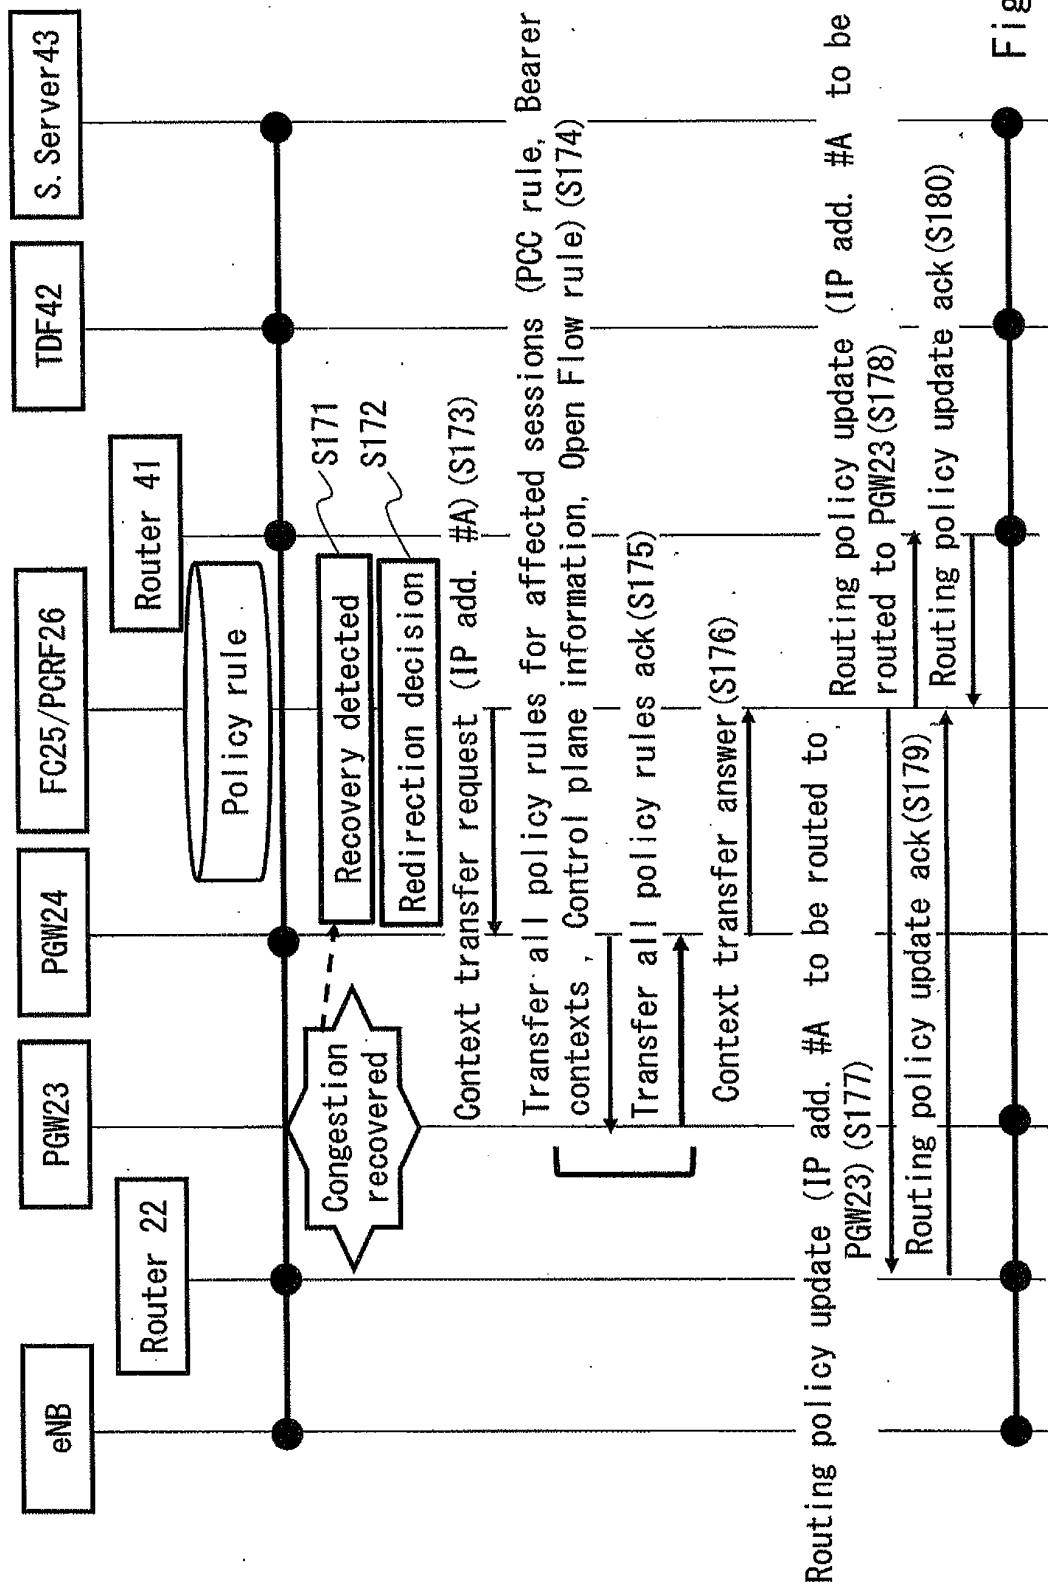 eNB
Router 22
PGW23
PGW24
FC25/PCRF26
Router 41
TDF42
S. Server43
Policy rule
Congestion
recovered
Recovery detected
S171
Redirection decision
S172
Context transfer request (IP add. #A) (S173)
Transfer all policy rules for affected sessions (PCC rule, Bearer
contexts, Control plane information, Open Flow rule) (S174)
Transfer all policy rules ack(S175)
Context transfer answer(S176)
Routing policy update (IP add. #A to be routed to
PGW23) (S177)
Routing policy update (IP add. #A to be
routed to PGW23(S178)
Routing policy update ack(S179)
Routing policy update ack(S180)
Fig